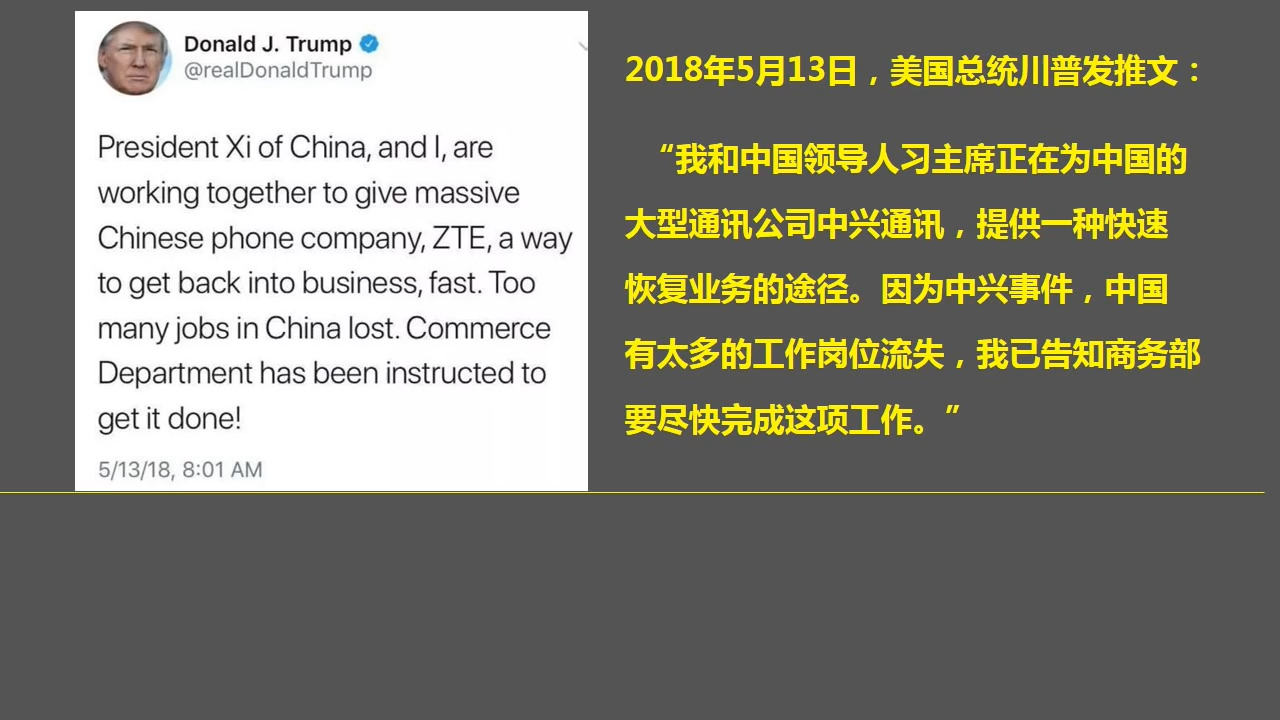 Donald J. Trump
@realDonaldTrump
President Xi of China, and I, are
working together to give massive
Chinese phone company, ZTE, a way
to get back into business, fast. Too
many jobs in China lost. Commerce
Department has been instructed to
get it done!
5/13/18, 8:01 AM
2018年5月13日，美国总统川普发推文：
“我和中国领导人习主席正在为中国的
大型通讯公司中兴通讯，提供一种快速
恢复业务的途径。因为中兴事件，中国
有太多的工作岗位流失，我已告知商务部
要尽快完成这项工作。”